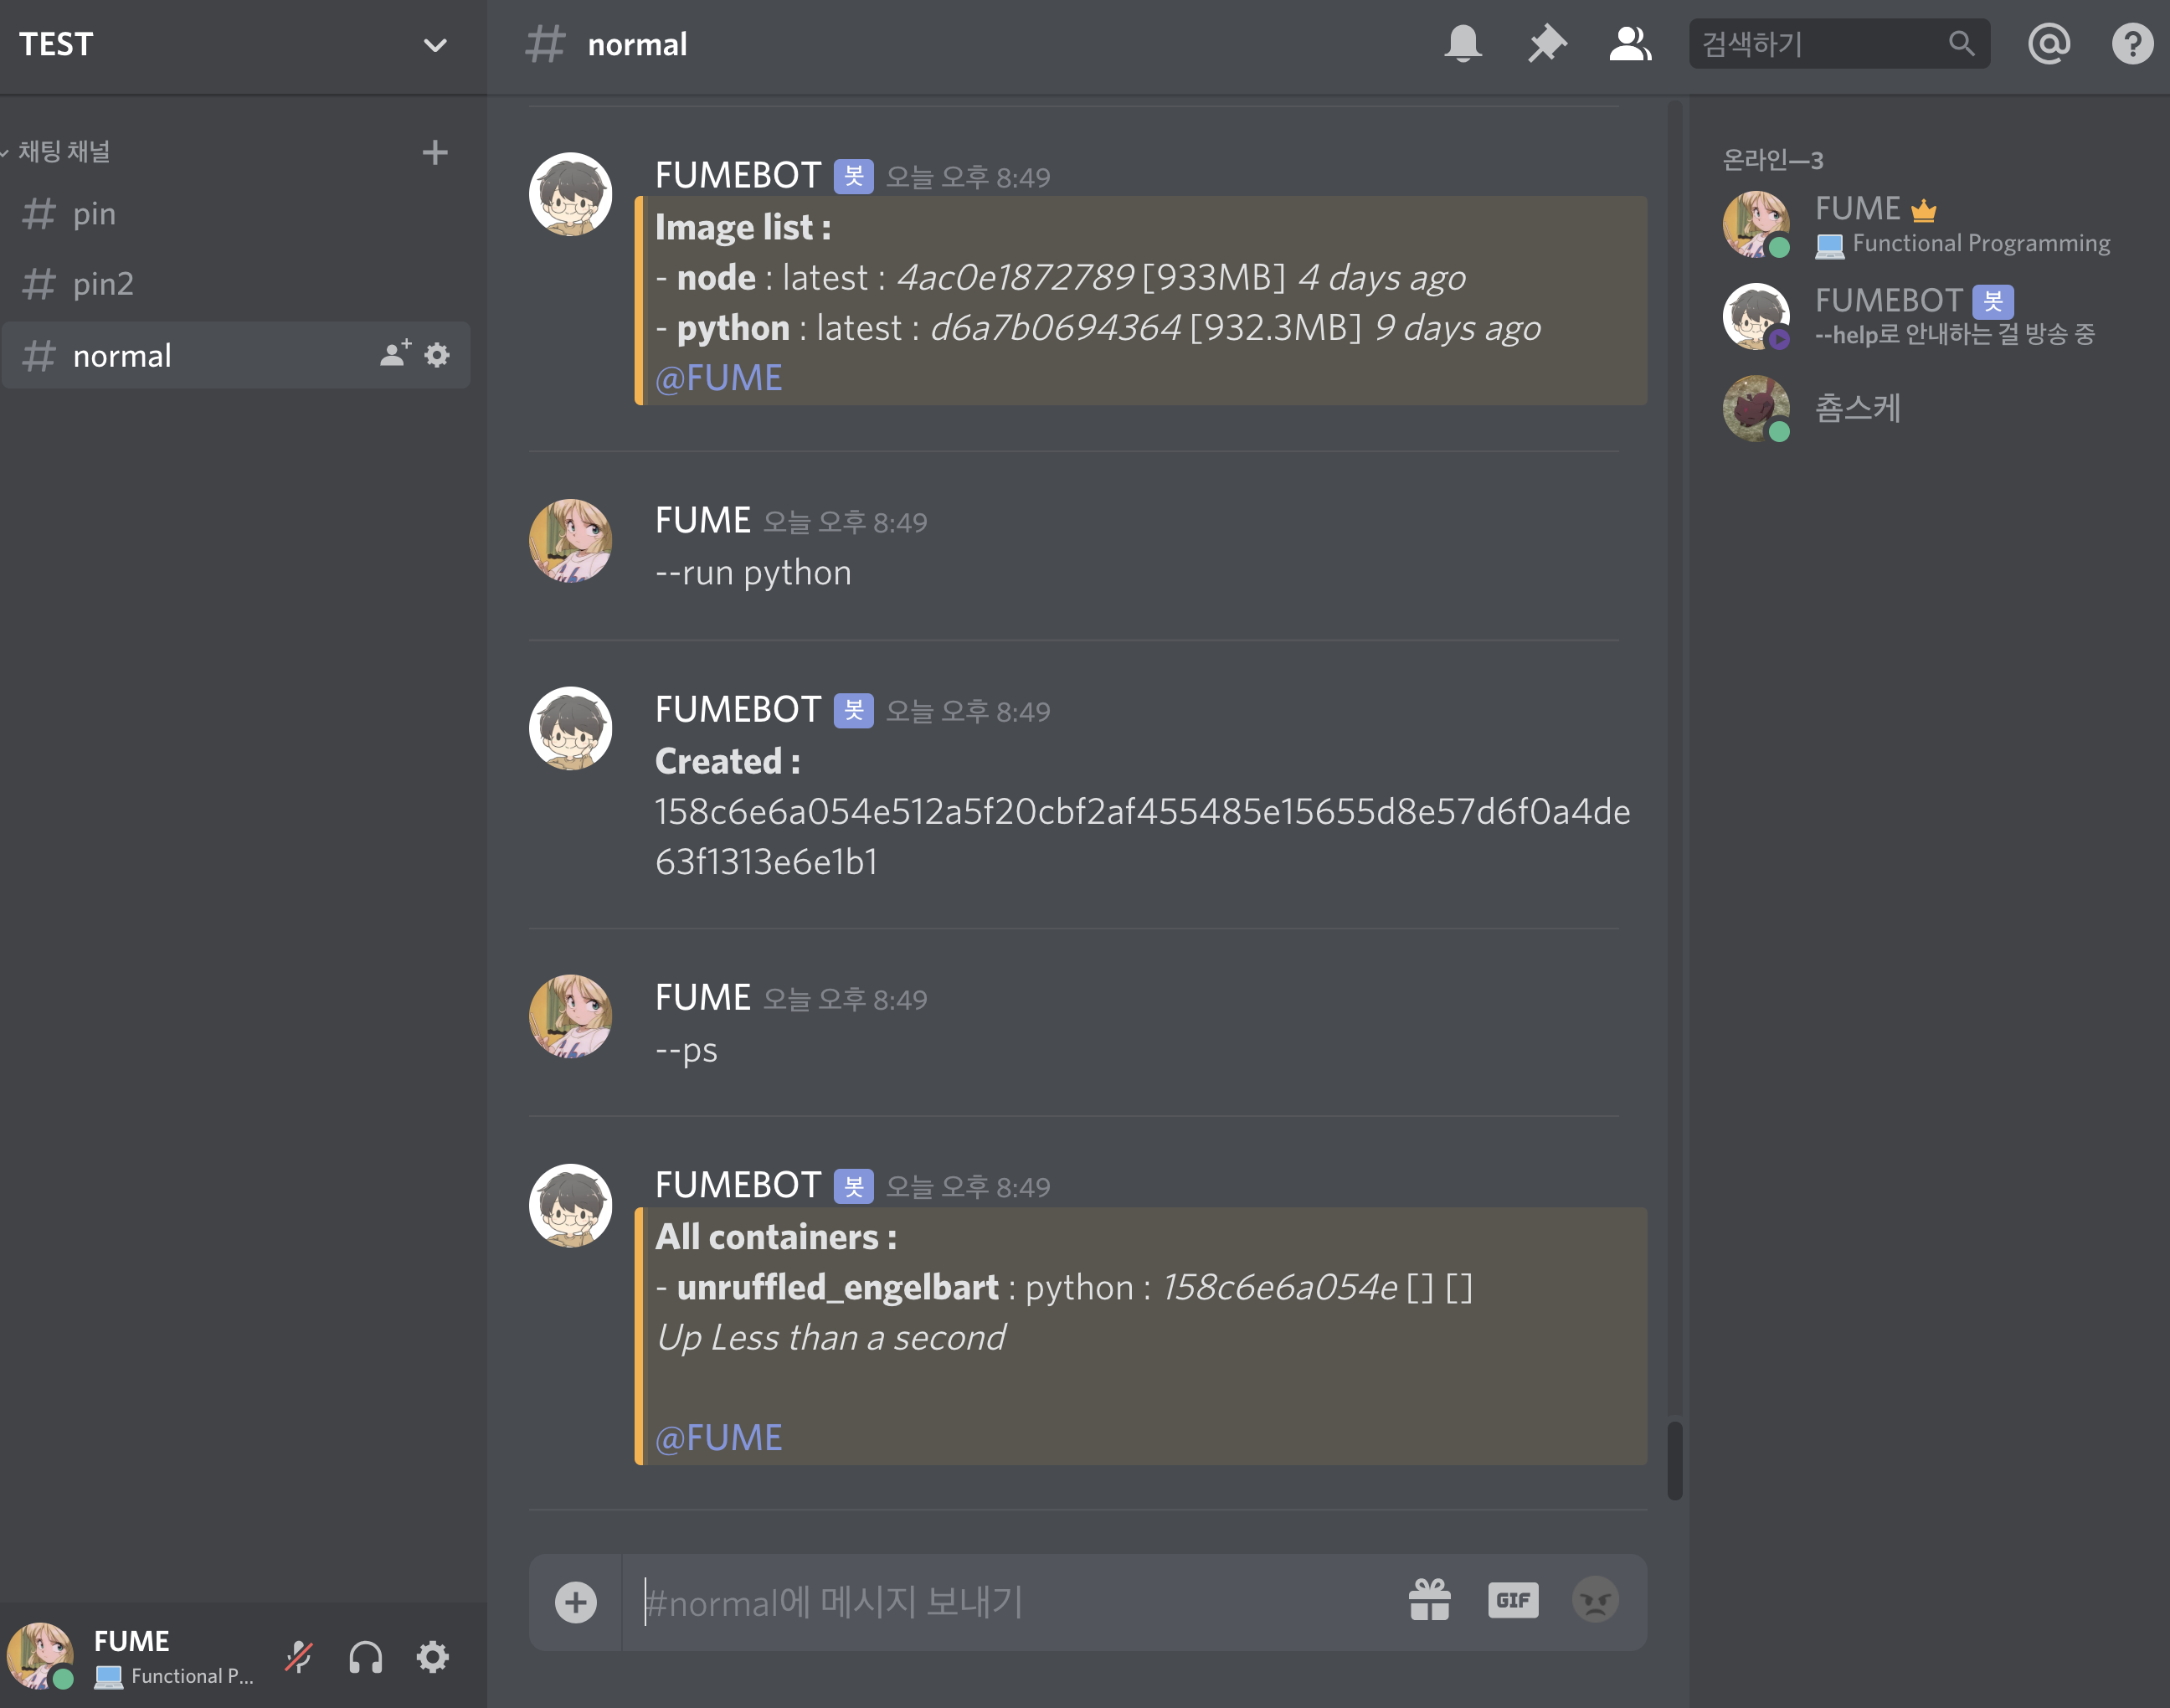 TEST
채팅 채널
# pin
# pin2
# normal
# normal
검색하기
FUMEBOT 봇 오늘 오후 8:49
Image list :
- node : latest : 4ac0e1872789 [933MB] 4 days ago
- python : latest : d6a7b0694364 [932.3MB] 9 days ago
@FUME
FUME 오늘 오후 8:49
--run python
FUMEBOT 봇 오늘 오후 8:49
Created :
158c6e6a054e512a5f20cbf2af455485e15655d8e57d6f0a4de
63f1313e6e1b1
FUME 오늘 오후 8:49
--ps
FUMEBOT 봇 오늘 오후 8:49
All containers :
- unruffled_engelbart : python : 158c6e6a054e [] []
Up Less than a second
@FUME
#normal에 메시지 보내기
GIF
온라인—3
FUME
Functional Programming
FUMEBOT 봇
--help로 안내하는 걸 방송 중
춈스케
FUME
Functional P...